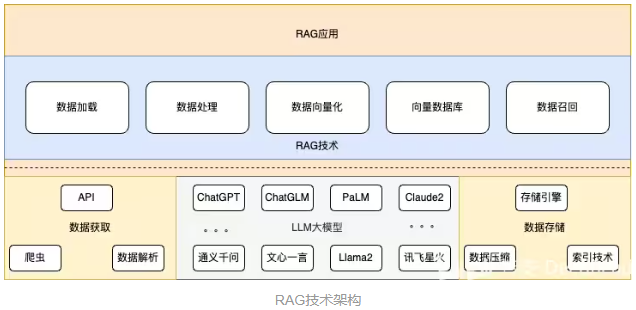 RAG应用
数据加载 数据处理 数据向量化 向量数据库 数据召回
RAG技术
API ChatGPT ChatGLM PaLM Claude2 存储引擎
数据获取 。。。 LLM大模型 。。。 数据存储
爬虫 数据解析 通义千问 文心一言 Llama2 讯飞星火 数据压缩 索引技术
RAG技术架构